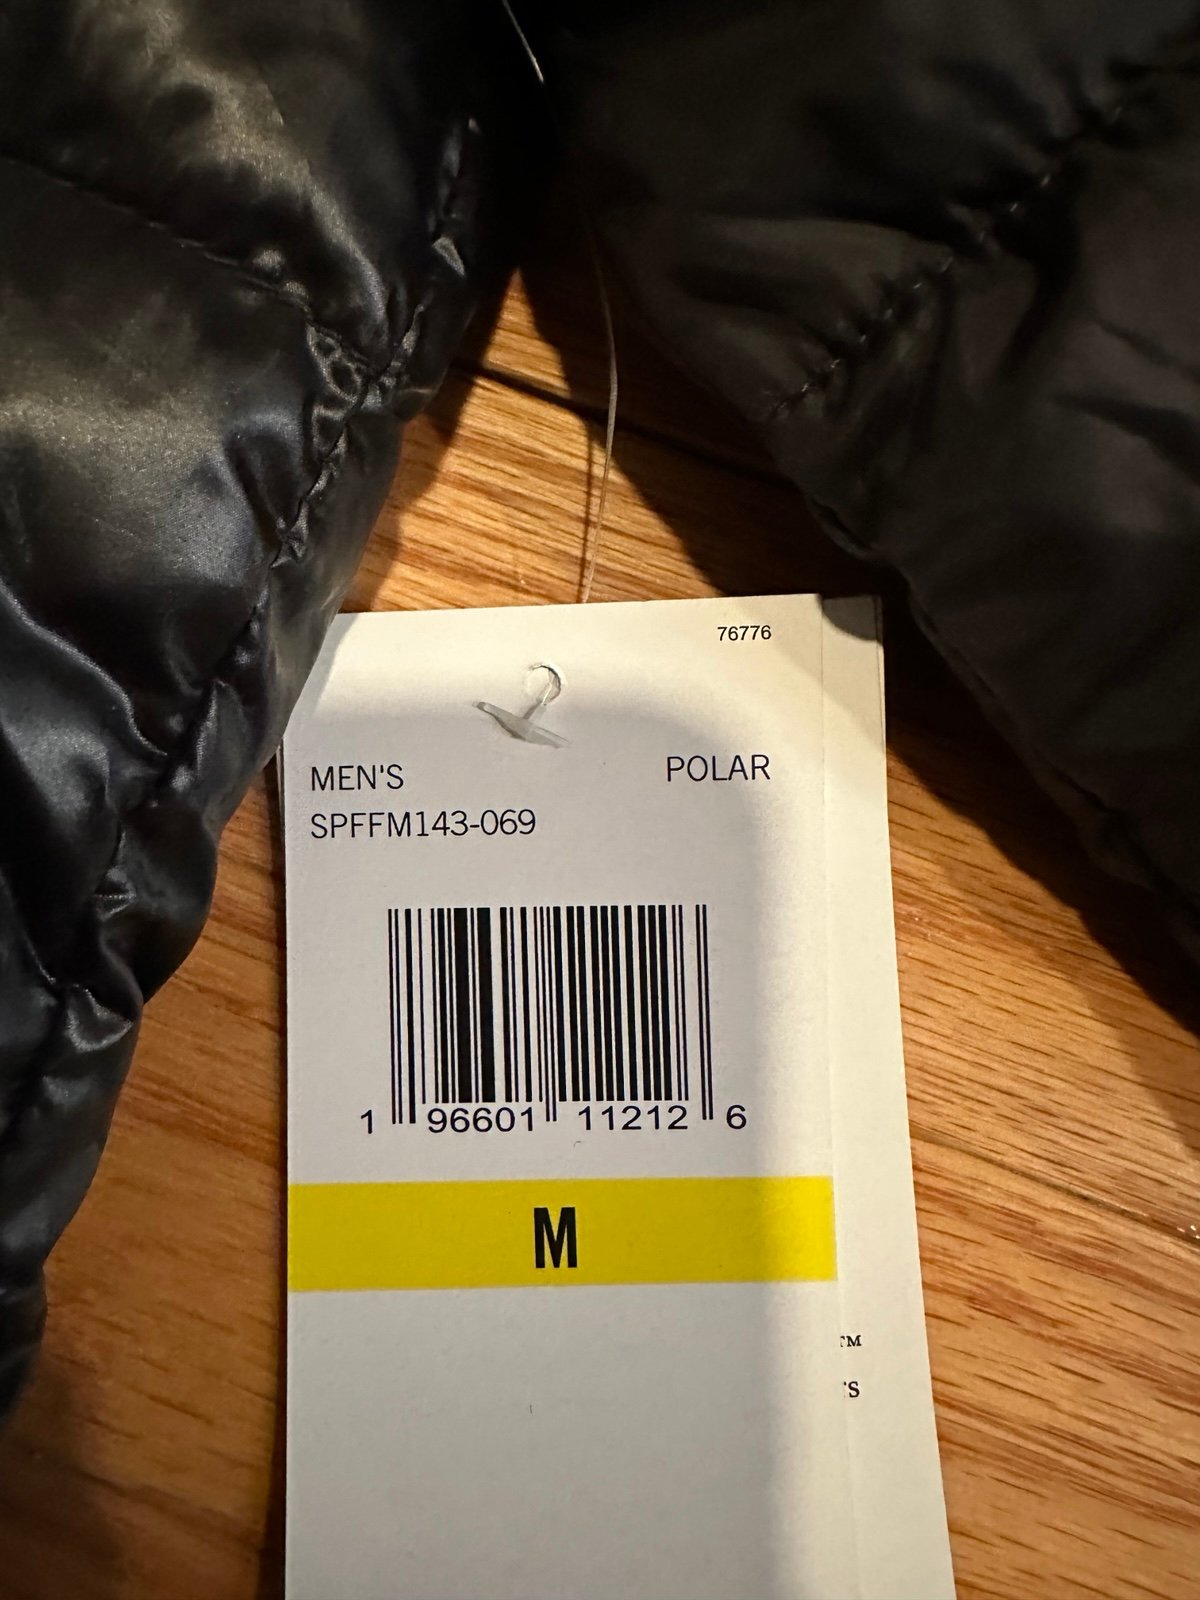 76776
MEN'S POLAR
SPFFM143-069
1 96601 11212 6
M
TM
'S